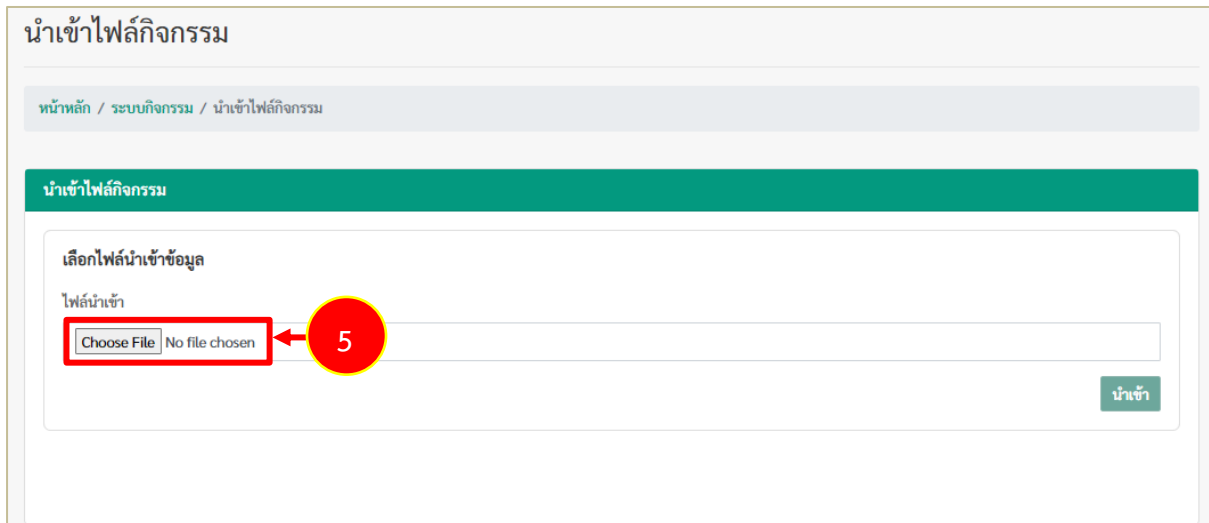 นำเข้าไฟล์กิจกรรม
หน้าหลัก / ระบบกิจกรรม / นำเข้าไฟล์กิจกรรม
นำเข้าไฟล์กิจกรรม
เลือกไฟล์นำเข้าข้อมูล
ไฟล์นำเข้า
Choose File No file chosen 5
นำเข้า